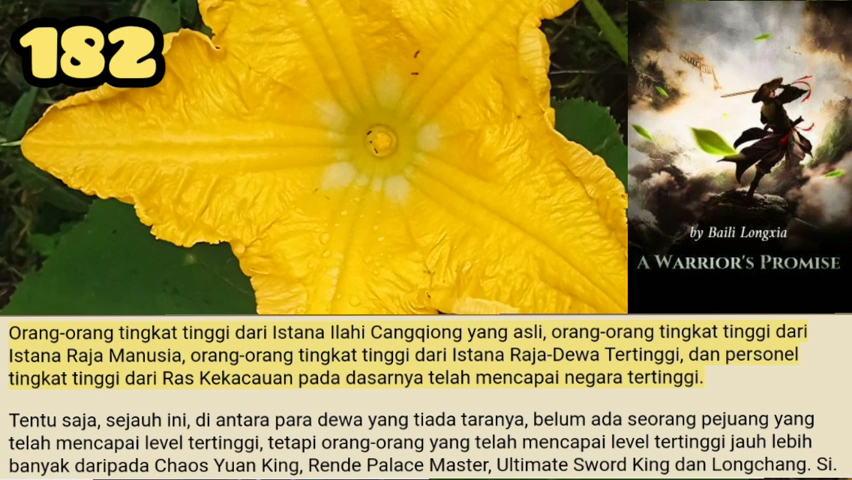 182
by Baili Longxia
A WARRIOR'S PROMISE
Orang-orang tingkat tinggi dari Istana Ilahi Cangqiong yang asli, orang-orang tingkat tinggi dari
Istana Raja Manusia, orang-orang tingkat tinggi dari Istana Raja-Dewa Tertinggi, dan personel
tingkat tinggi dari Ras Kekacauan pada dasarnya telah mencapai negara tertinggi.
Tentu saja, sejauh ini, di antara para dewa yang tiada taranya, belum ada seorang pejuang yang
telah mencapai level tertinggi, tetapi orang-orang yang telah mencapai level tertinggi jauh lebih
banyak daripada Chaos Yuan King, Rende Palace Master, Ultimate Sword King dan Longchang. Si.